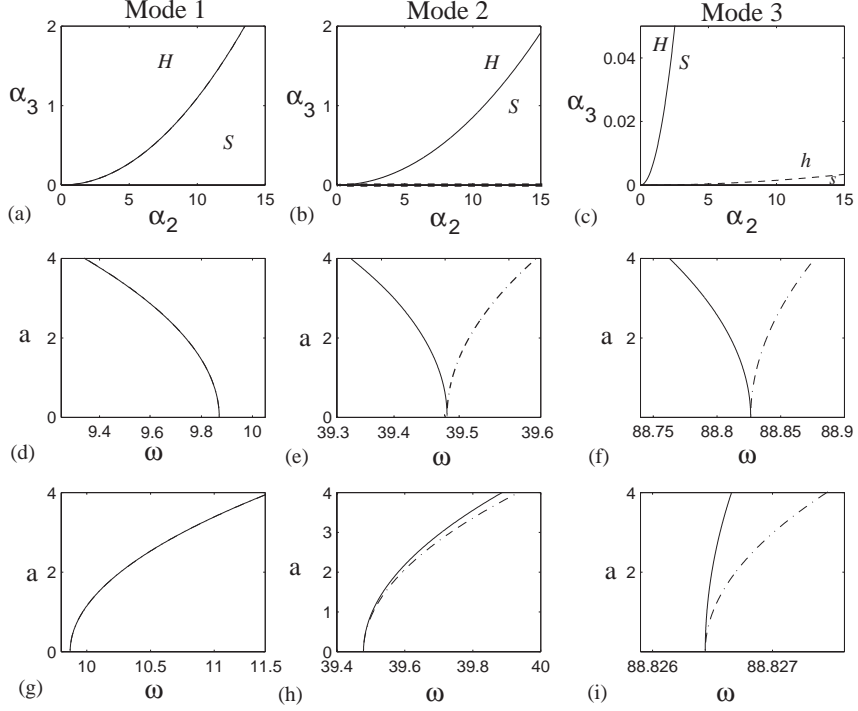 Mode 1 Mode 2 Mode 3
2 2
H H H S 0.04
α3 1 α3 1 α3 0.02
S S h
s
0 0 0
0 5 10 15 0 5 10 15 0 5 10 15
(a) α2 (b) α2 (c) α2
4 4 4
a 2 a 2 a 2
0 0 0
9.4 9.6 9.8 10 39.3 39.4 39.5 39.6 88.75 88.8 88.85 88.9
(d) ω (e) ω (f) ω
4 4 4
3
a 2 a 2 a 2
1
0 0 0
10 10.5 11 11.5 39.4 39.6 39.8 40 88.826 88.827
(g) ω (h) ω (i) ω